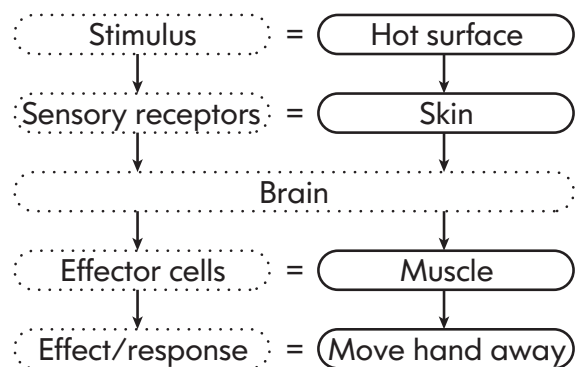 Stimulus = Hot surface
Sensory receptors = Skin
Brain
Effector cells = Muscle
Effect/response = Move hand away